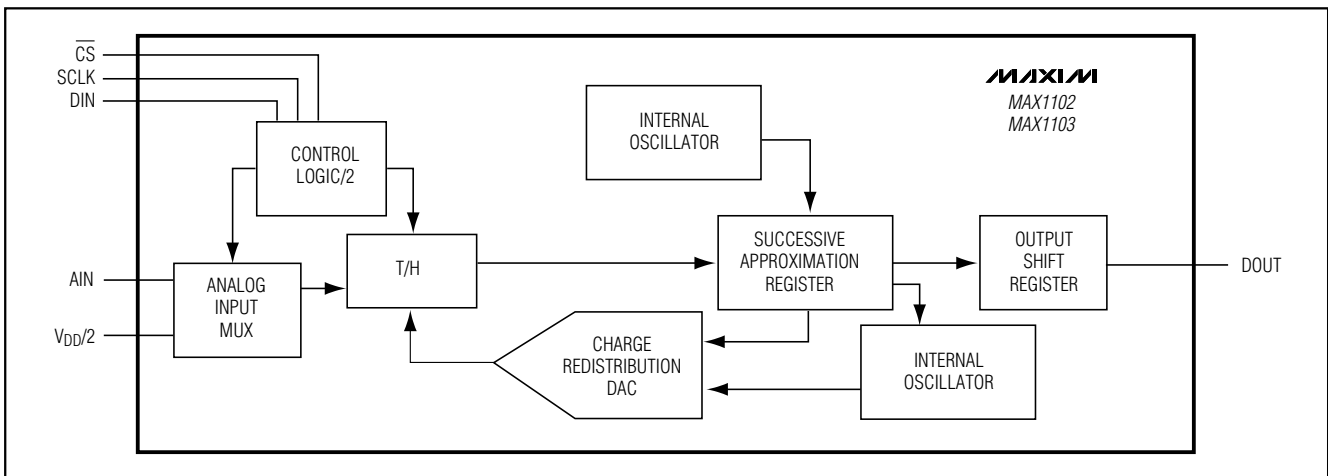 CS
SCLK
DIN
MAXIM
MAX1102
MAX1103
INTERNAL
OSCILLATOR
CONTROL
LOGIC/2
AIN
VDD/2
ANALOG
INPUT
MUX
T/H
SUCCESSIVE
APPROXIMATION
REGISTER
OUTPUT
SHIFT
REGISTER
DOUT
CHARGE
REDISTRIBUTION
DAC
INTERNAL
OSCILLATOR